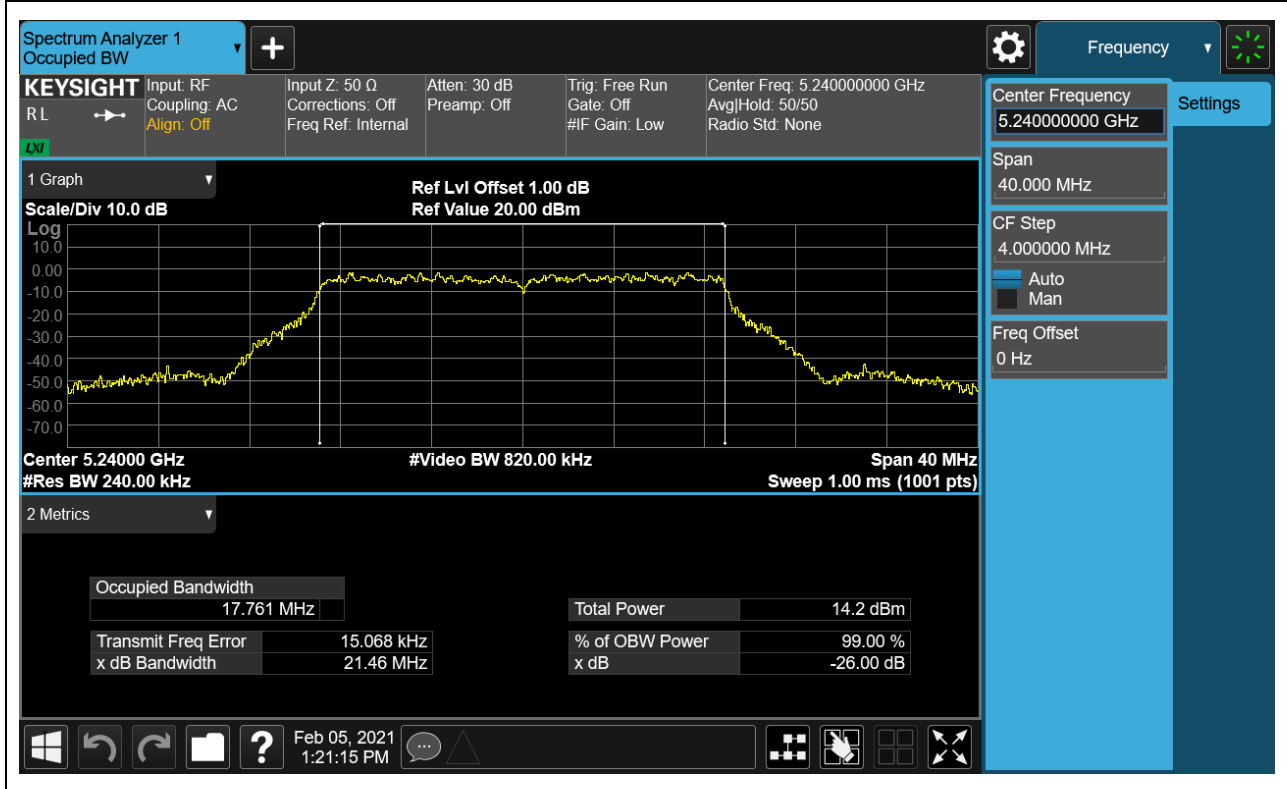 Spectrum Analyzer 1
Occupied BW
Frequency
KEYSIGHT
R L
LXI
Input: RF
Coupling: AC
Align: Off
Input Z: 50 Ω
Corrections: Off
Freq Ref: Internal
Atten: 30 dB
Preamp: Off
Trig: Free Run
Gate: Off
#IF Gain: Low
Center Freq: 5.240000000 GHz
Avg|Hold: 50/50
Radio Std: None
Center Frequency
5.240000000 GHz
Settings
Span
40.000 MHz
CF Step
4.000000 MHz
Auto
Man
Freq Offset
0 Hz
1 Graph
Scale/Div 10.0 dB
Ref Lvl Offset 1.00 dB
Ref Value 20.00 dBm
Log
10.0
0.00
-10.0
-20.0
-30.0
-40.0
-50.0
-60.0
-70.0
Center 5.24000 GHz
#Video BW 820.00 kHz
Span 40 MHz
#Res BW 240.00 kHz
Sweep 1.00 ms (1001 pts)
2 Metrics
Occupied Bandwidth
17.761 MHz
Total Power 14.2 dBm
Transmit Freq Error 15.068 kHz
% of OBW Power 99.00 %
x dB Bandwidth 21.46 MHz
x dB -26.00 dB
?
Feb 05, 2021
1:21:15 PM